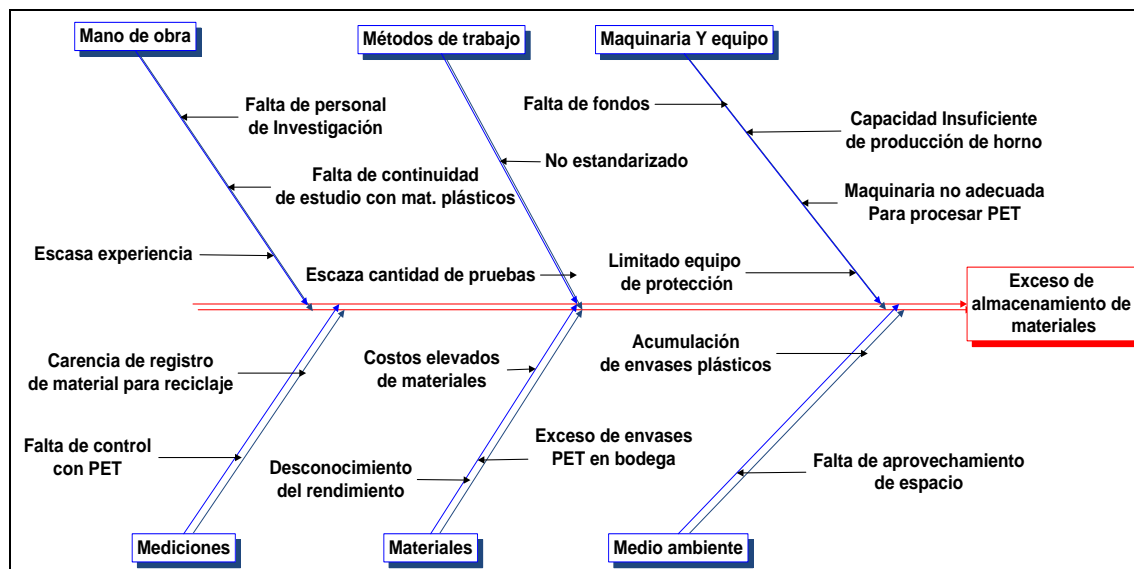 Mano de obra
Métodos de trabajo
Maquinaria Y equipo
Falta de personal
de Investigación
Falta de continuidad
de estudio con mat. plásticos
Escasa experiencia
No estandarizado
Escaza cantidad de pruebas
Falta de fondos
Capacidad Insuficiente
de producción de horno
Maquinaria no adecuada
Para procesar PET
Limitado equipo
de protección
Exceso de
almacenamiento de
materiales
Carencia de registro
de material para reciclaje
Falta de control
con PET
Costos elevados
de materiales
Exceso de envases
PET en bodega
Desconocimiento
del rendimiento
Acumulación
de envases plásticos
Falta de aprovechamiento
de espacio
Mediciones
Materiales
Medio ambiente